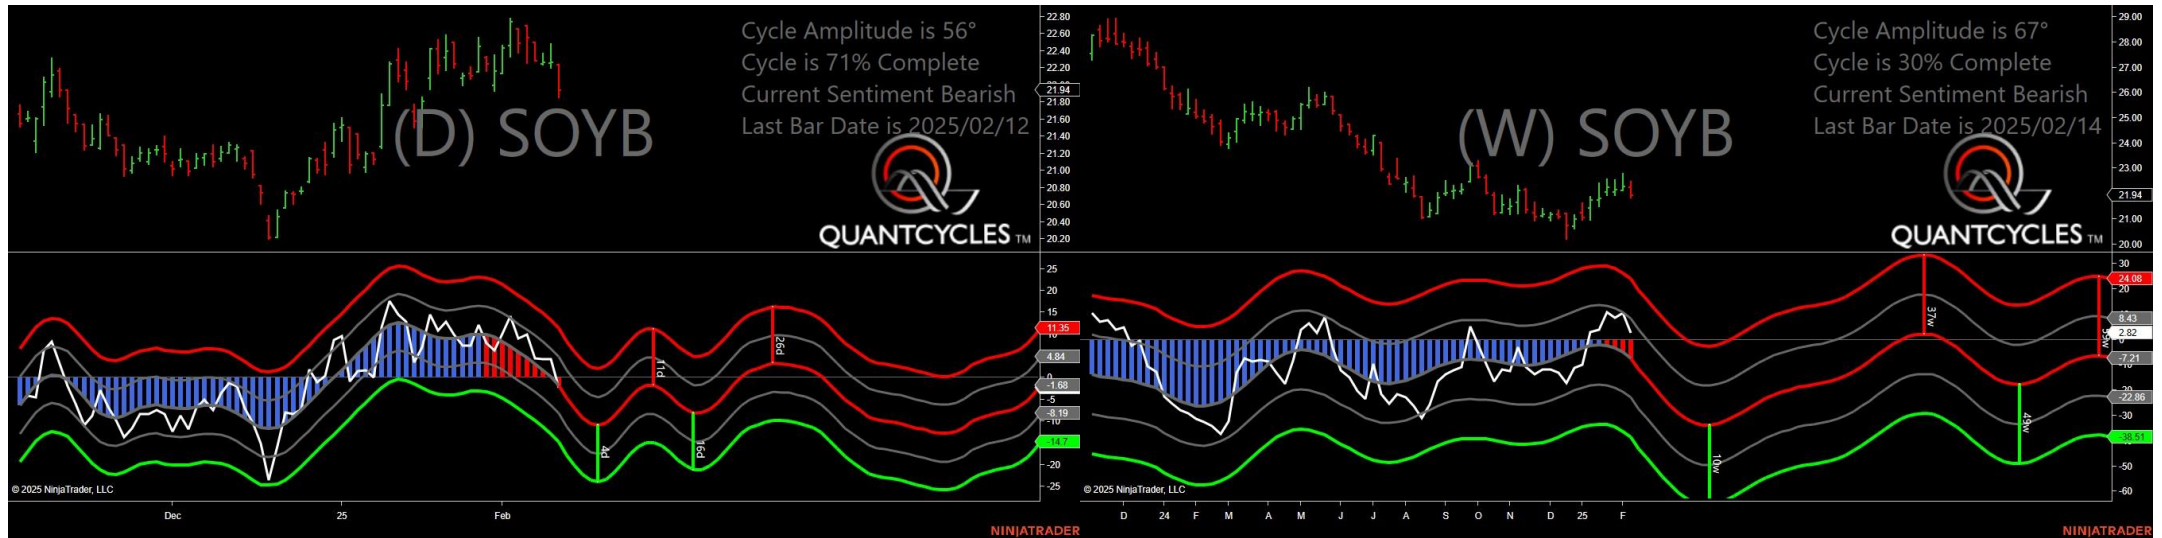 Cycle Amplitude is 56°
Cycle is 71% Complete
Current Sentiment Bearish
Last Bar Date is 2025/02/12
(D) SOYB
QUANTCYCLES TM
22.80
22.60
22.40
22.20
21.94
21.80
21.60
21.40
21.20
21.00
20.80
20.60
20.40
20.20
25
20
15
10
11.35
4.84
0
-1.68
-5
-8.19
-10
-14.7
-20
-25
4d
11d
16d
26d
© 2025 NinjaTrader, LLC
Dec
25
Feb
NINJATRADER
Cycle Amplitude is 67°
Cycle is 30% Complete
Current Sentiment Bearish
Last Bar Date is 2025/02/14
(W) SOYB
QUANTCYCLES TM
29.00
28.00
27.00
26.00
25.00
24.00
23.00
21.94
21.00
20.00
30
24.08
20
8.43
2.82
0
-7.21
-22.86
-30
-38.51
-50
-60
10w
37w
49w
© 2025 NinjaTrader, LLC
D 24 F M A M J J A S O N D 25 F
NINJATRADER